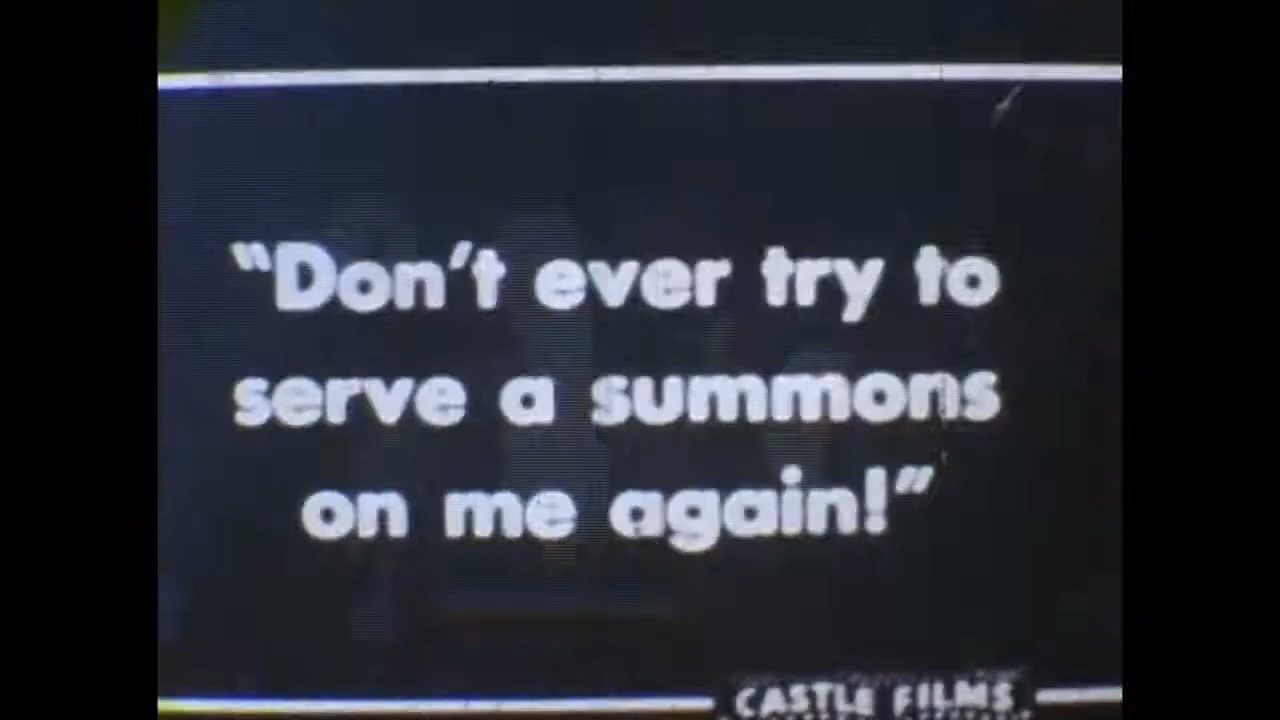 “Don’t ever try to
serve a summons
on me again!”
CASTLE FILMS